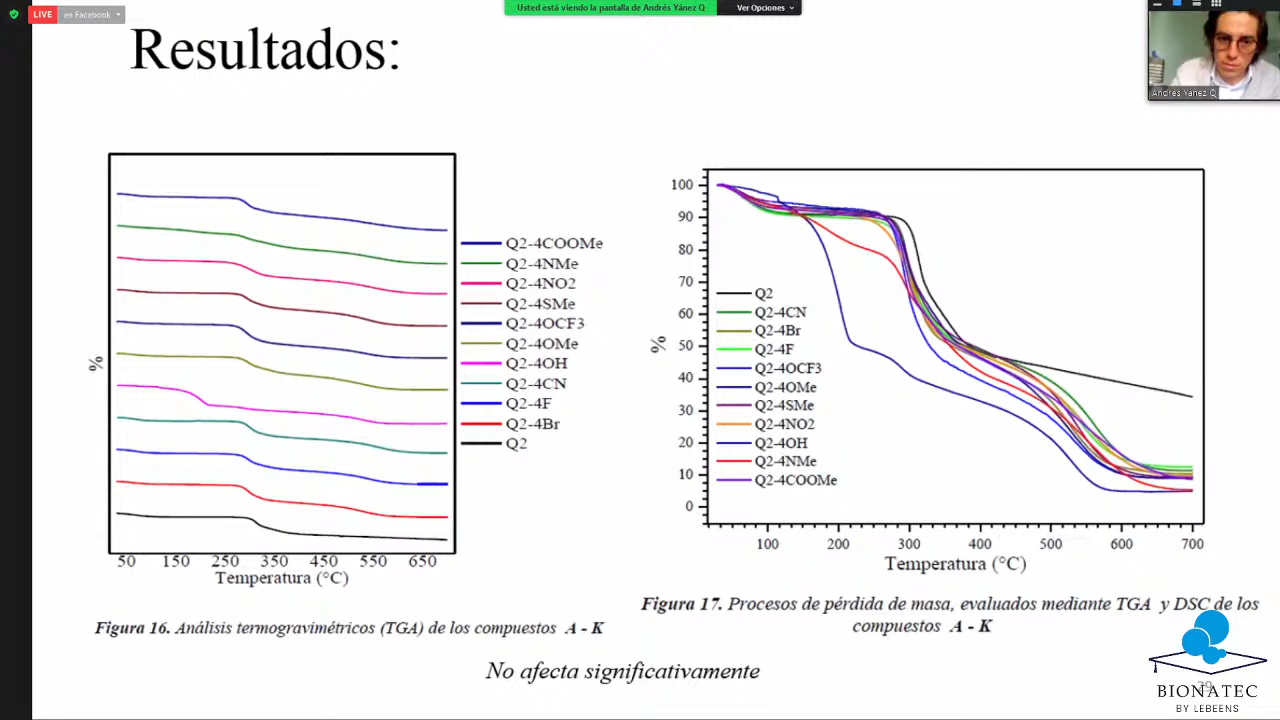 LIVE en Facebook
Usted está viendo la pantalla de Andrés Yánez Q
Ver Opciones
Andrés Yánez Q
Resultados:
%
50 150 250 350 450 550 650
Temperatura (°C)
Q2-4COOMe
Q2-4NMe
Q2-4NO2
Q2-4SMe
Q2-4OCF3
Q2-4OMe
Q2-4OH
Q2-4CN
Q2-4F
Q2-4Br
Q2
Figura 16. Análisis termogravimétricos (TGA) de los compuestos A - K
100
90
80
70
60
50
40
30
20
10
0
%
Q2
Q2-4CN
Q2-4Br
Q2-4F
Q2-4OCF3
Q2-4OMe
Q2-4SMe
Q2-4NO2
Q2-4OH
Q2-4NMe
Q2-4COOMe
100 200 300 400 500 600 700
Temperatura (°C)
Figura 17. Procesos de pérdida de masa, evaluados mediante TGA y DSC de los
compuestos A - K
No afecta significativamente
BIONATEC
BY LEBEENS